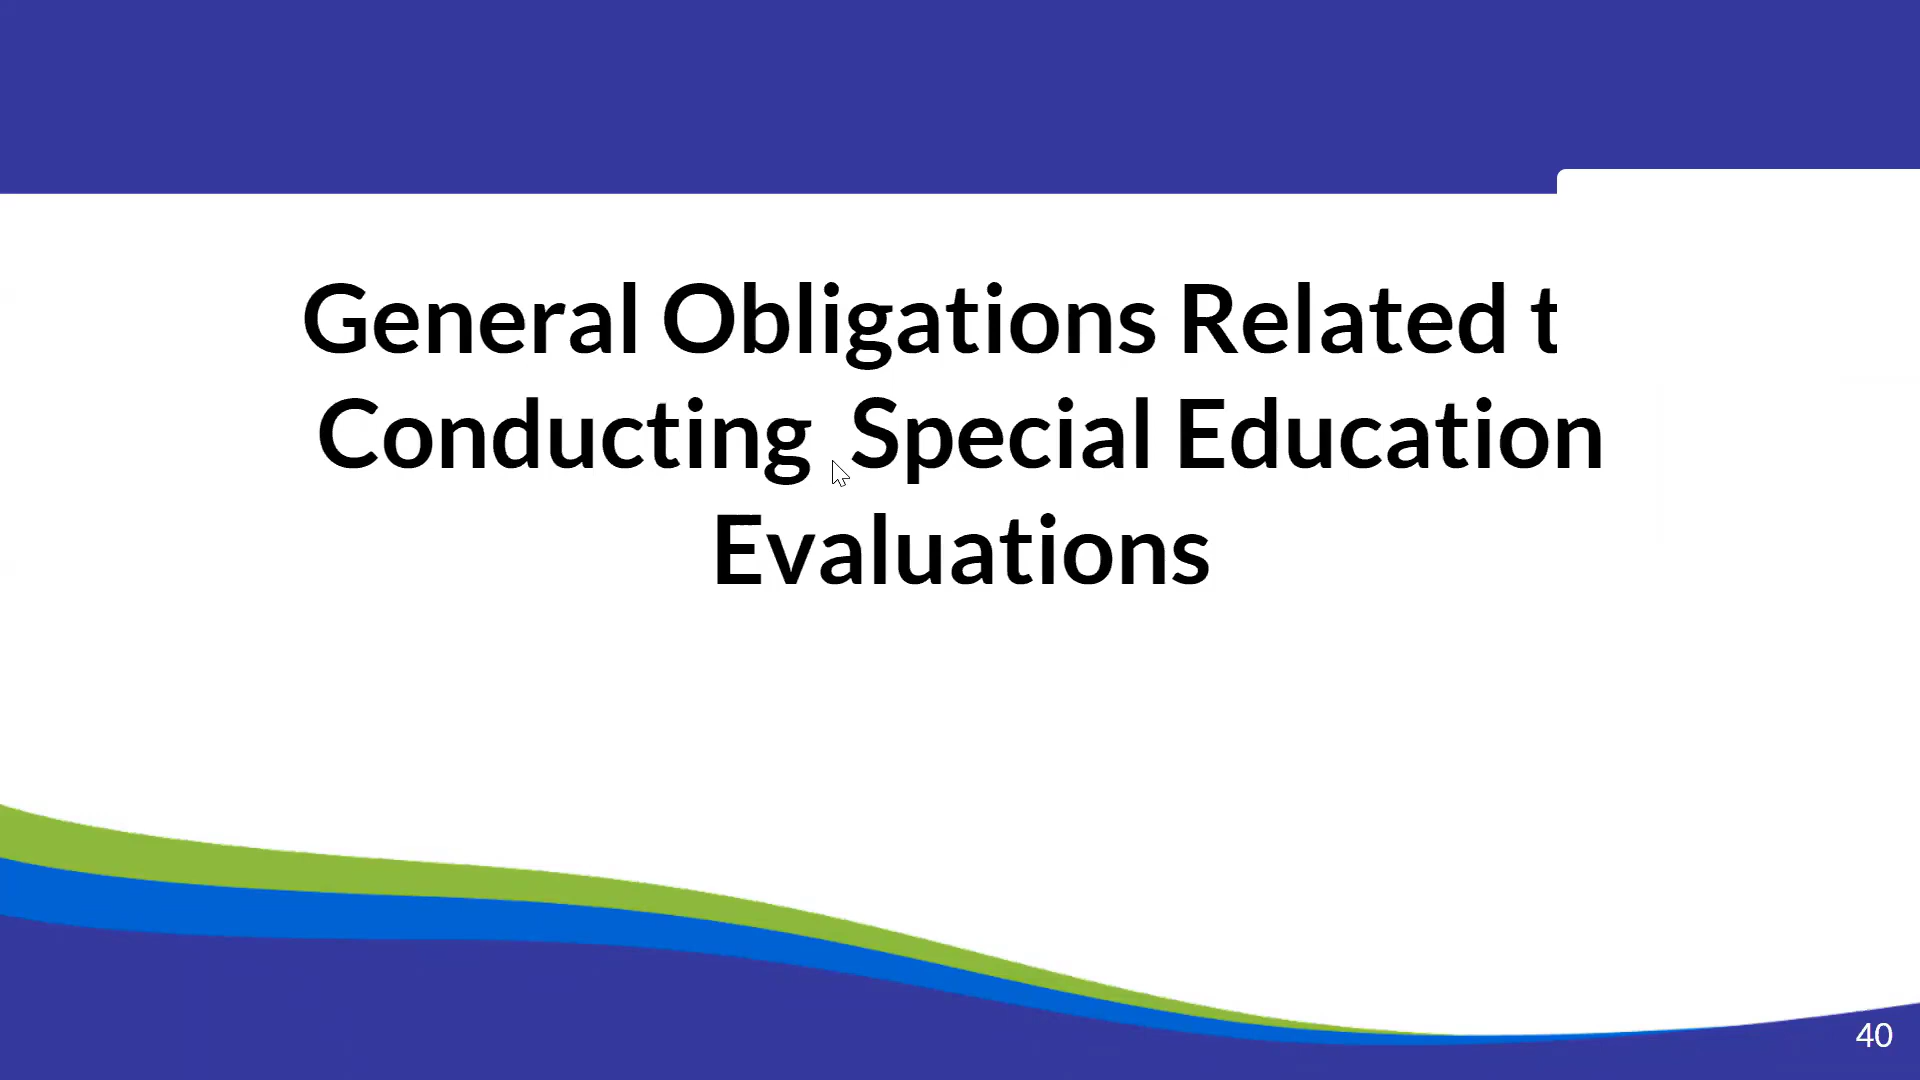 General Obligations Related t
Conducting Special Education
Evaluations
40